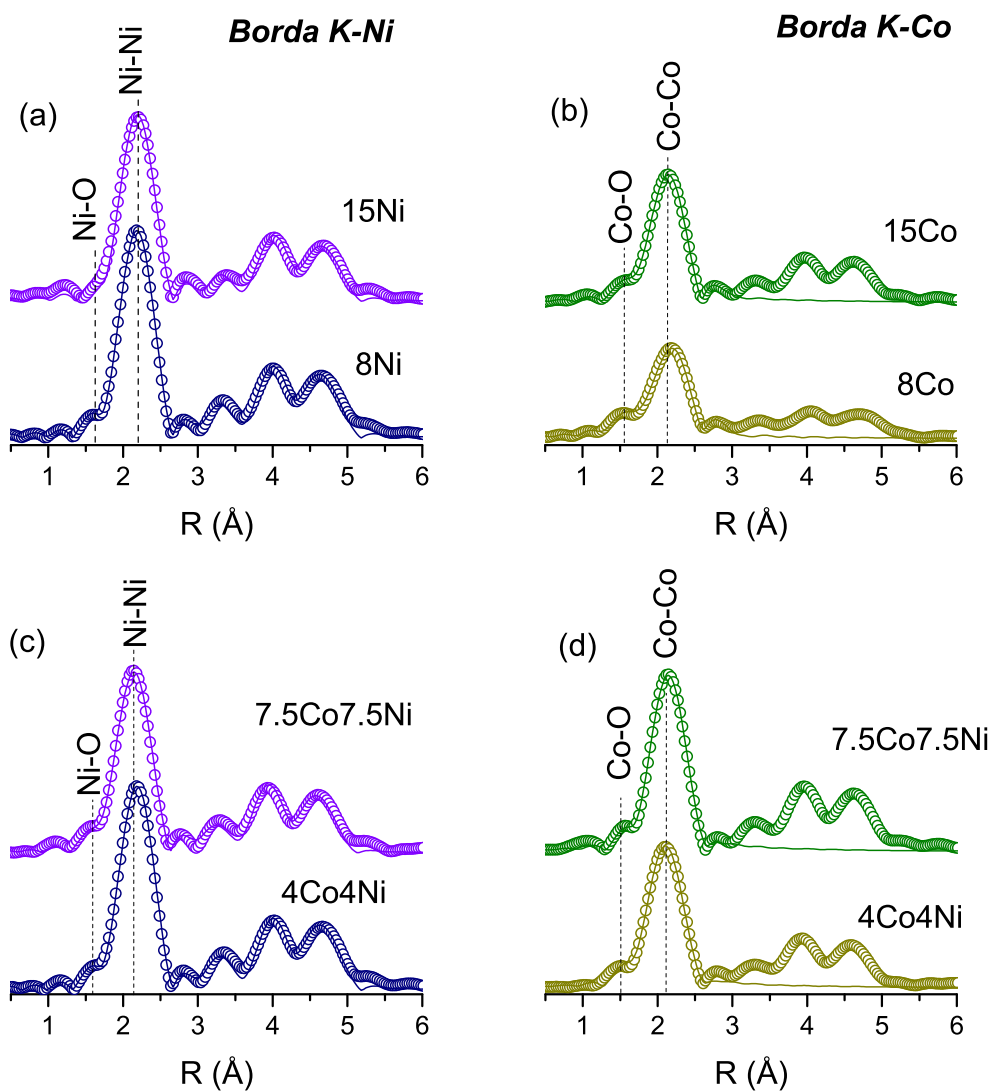 Borda K-Ni
Borda K-Co
(a)
Ni-O
Ni-Ni
15Ni
8Ni
1 2 3 4 5 6
R (Å)
(b)
Co-O
Co-Co
15Co
8Co
1 2 3 4 5 6
R (Å)
(c)
Ni-O
Ni-Ni
7.5Co7.5Ni
4Co4Ni
1 2 3 4 5 6
R (Å)
(d)
Co-O
Co-Co
7.5Co7.5Ni
4Co4Ni
1 2 3 4 5 6
R (Å)